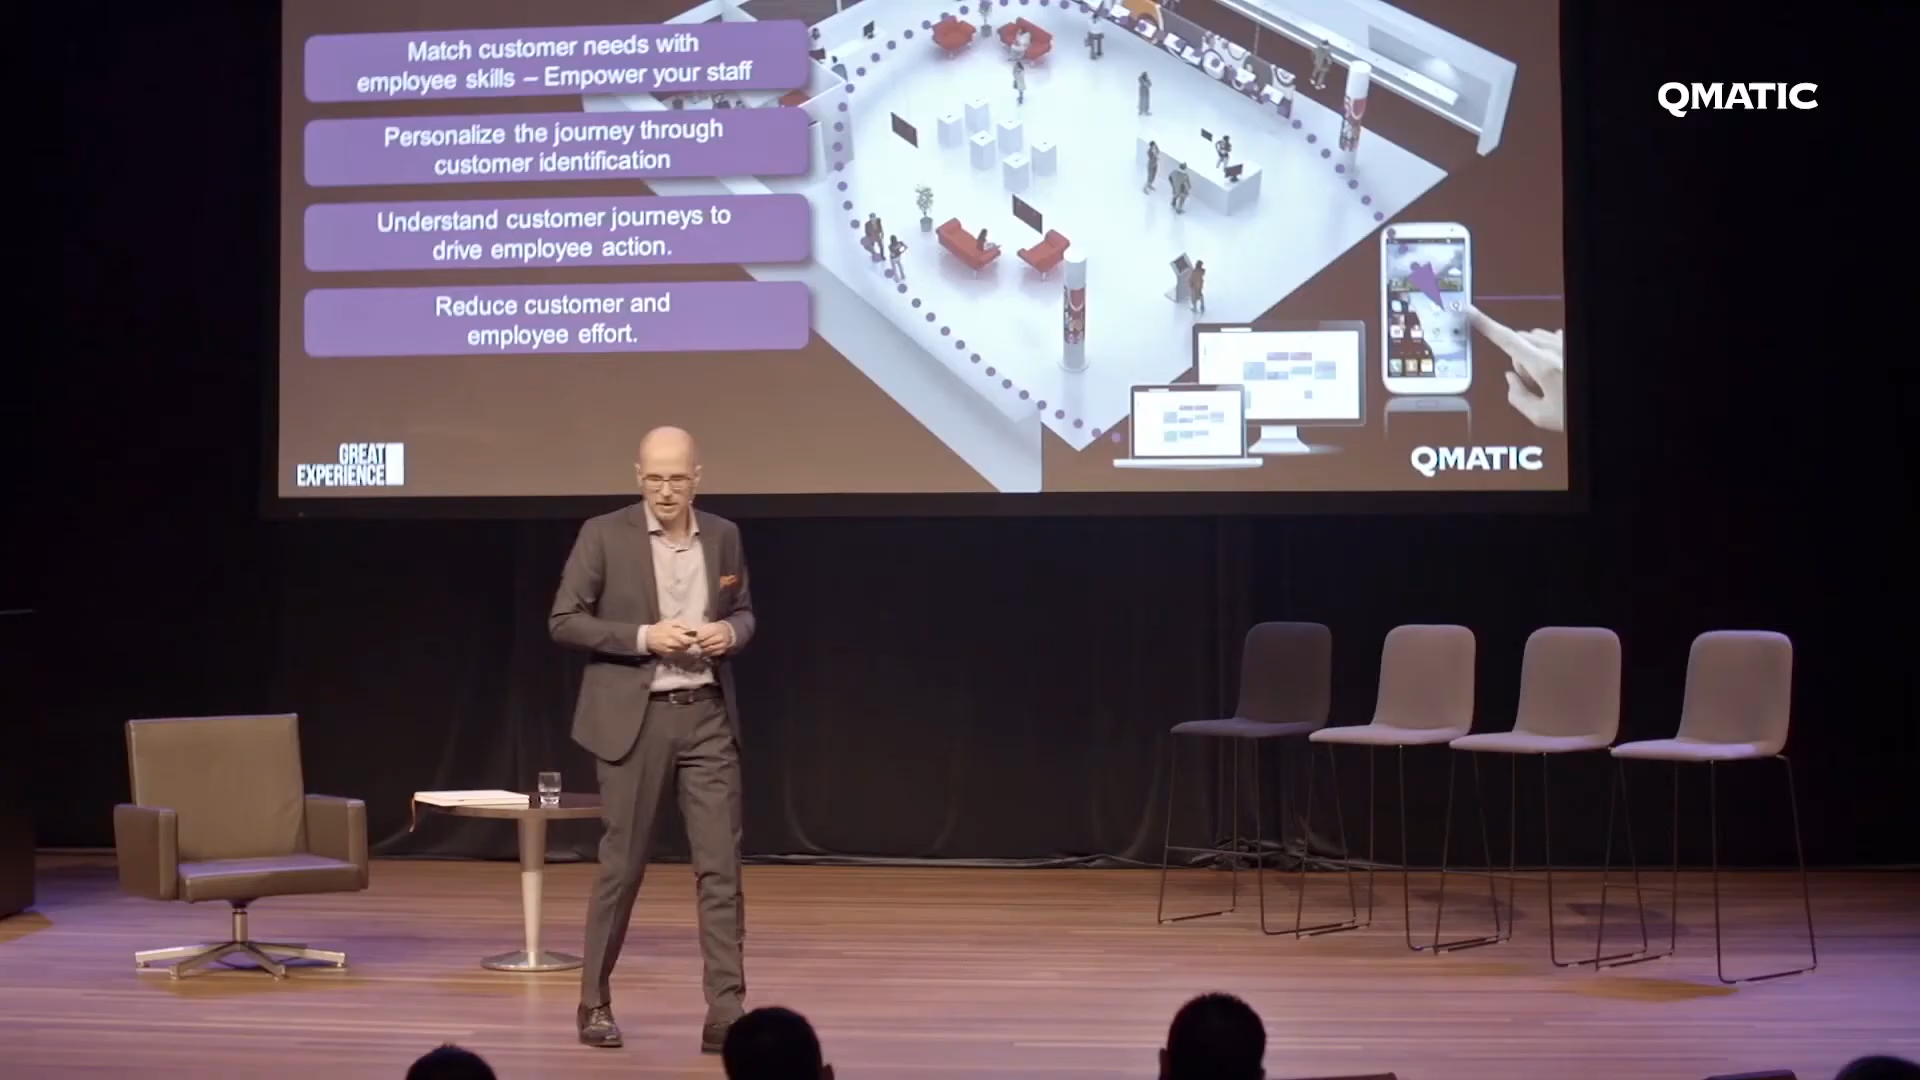 Match customer needs with
employee skills – Empower your staff
Personalize the journey through
customer identification
Understand customer journeys to
drive employee action.
Reduce customer and
employee effort.
GREAT
EXPERIENCE
QMATIC
QMATIC